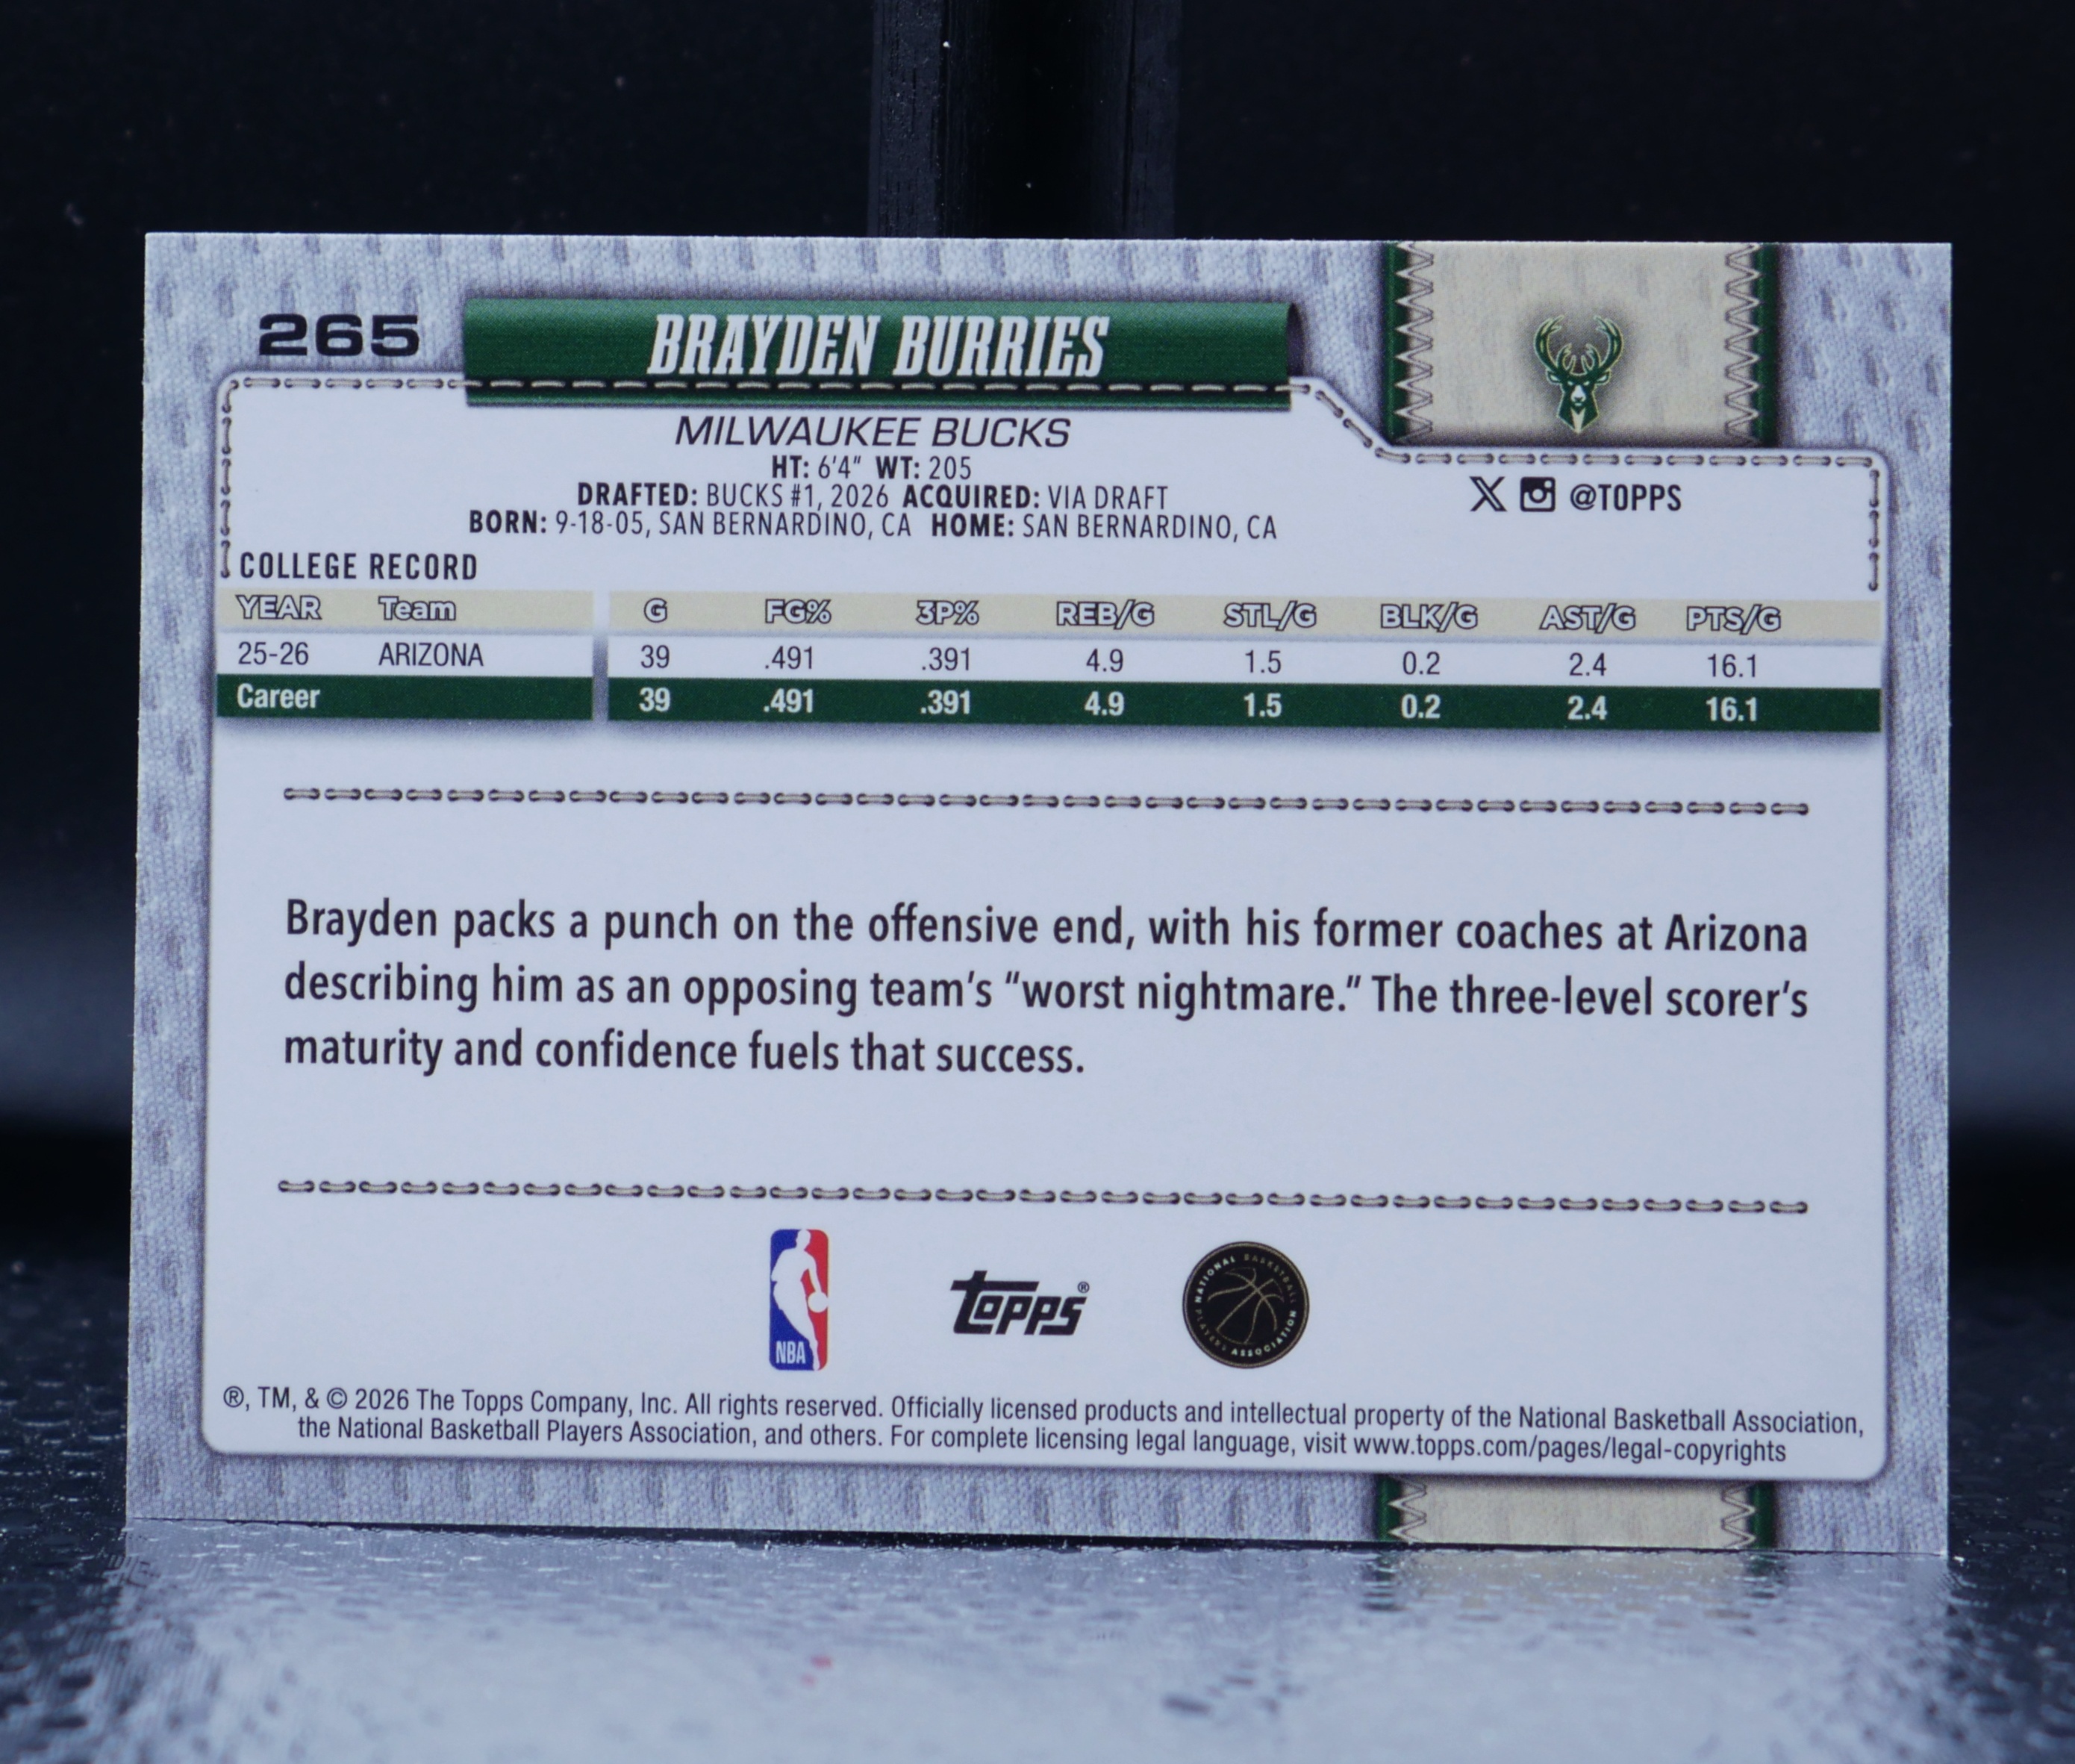 265
BRAYDEN BURRIES
MILWAUKEE BUCKS
HT: 6'4" WT: 205
DRAFTED: BUCKS #1, 2026 ACQUIRED: VIA DRAFT
BORN: 9-18-05, SAN BERNARDINO, CA HOME: SAN BERNARDINO, CA
@TOPPS
COLLEGE RECORD
YEAR Team G FG% 3P% REB/G STL/G BLK/G AST/G PTS/G
25-26 ARIZONA 39 .491 .391 4.9 1.5 0.2 2.4 16.1
Career 39 .491 .391 4.9 1.5 0.2 2.4 16.1
Brayden packs a punch on the offensive end, with his former coaches at Arizona
describing him as an opposing team's "worst nightmare." The three-level scorer's
maturity and confidence fuels that success.
NBA
Topps®
NATIONAL BASKETBALL PLAYERS ASSOCIATION
®, TM, & © 2026 The Topps Company, Inc. All rights reserved. Officially licensed products and intellectual property of the National Basketball Association,
the National Basketball Players Association, and others. For complete licensing legal language, visit www.topps.com/pages/legal-copyrights